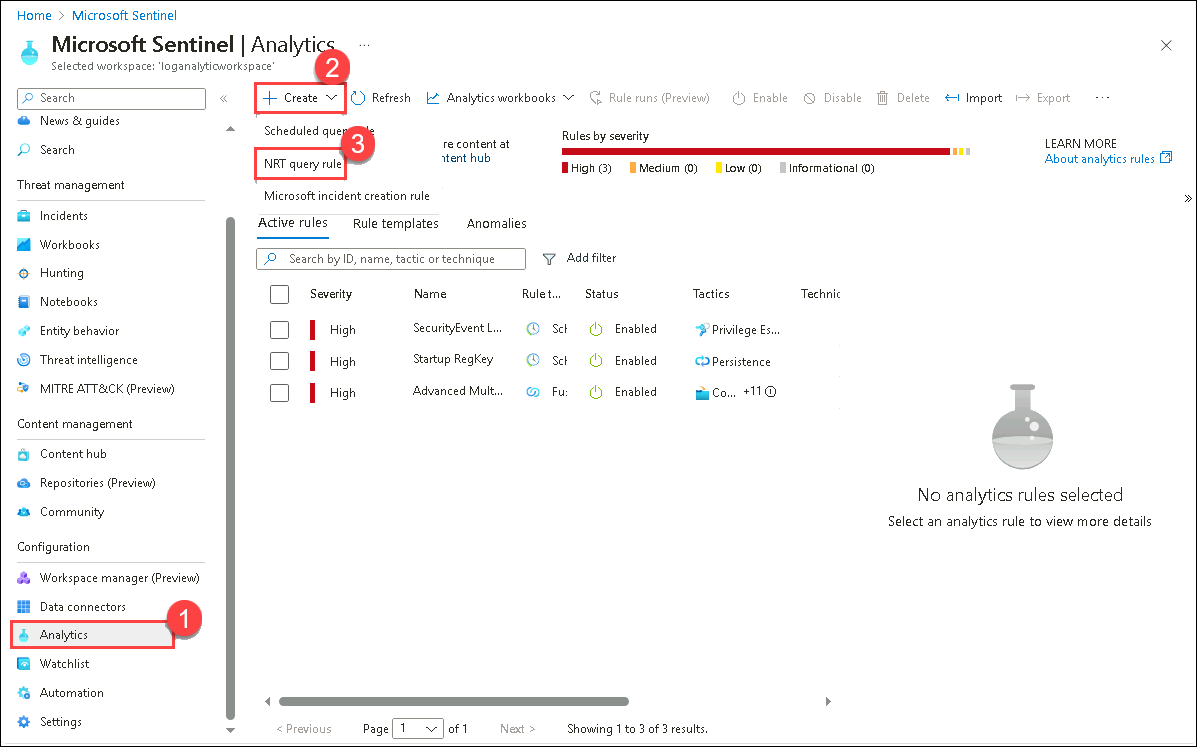 Home > Microsoft Sentinel
Microsoft Sentinel | Analytics ...
Selected workspace: 'loganalyticworkspace'
2
Search «
Create Refresh Analytics workbooks Rule runs (Preview) Enable Disable Delete Import Export ...
News & guides
Search
Threat management
Incidents
Workbooks
Hunting
Notebooks
Entity behavior
Threat intelligence
MITRE ATT&CK (Preview)
Content management
Content hub
Repositories (Preview)
Community
Configuration
Workspace manager (Preview)
Data connectors
Analytics
1
Watchlist
Automation
Settings
Scheduled que
3
NRT query rule
Microsoft incident creation rule
re content at
ntent hub
Rules by severity
High (3) Medium (0) Low (0) Informational (0)
LEARN MORE
About analytics rules
»
Active rules Rule templates Anomalies
Search by ID, name, tactic or technique Add filter
Severity Name Rule t... Status Tactics Technic
High SecurityEvent L... Sch Enabled Privilege Es...
High Startup RegKey Sch Enabled Persistence
High Advanced Mult... Fu: Enabled Co... +11
No analytics rules selected
Select an analytics rule to view more details
< Previous Page 1 of 1 Next > Showing 1 to 3 of 3 results.